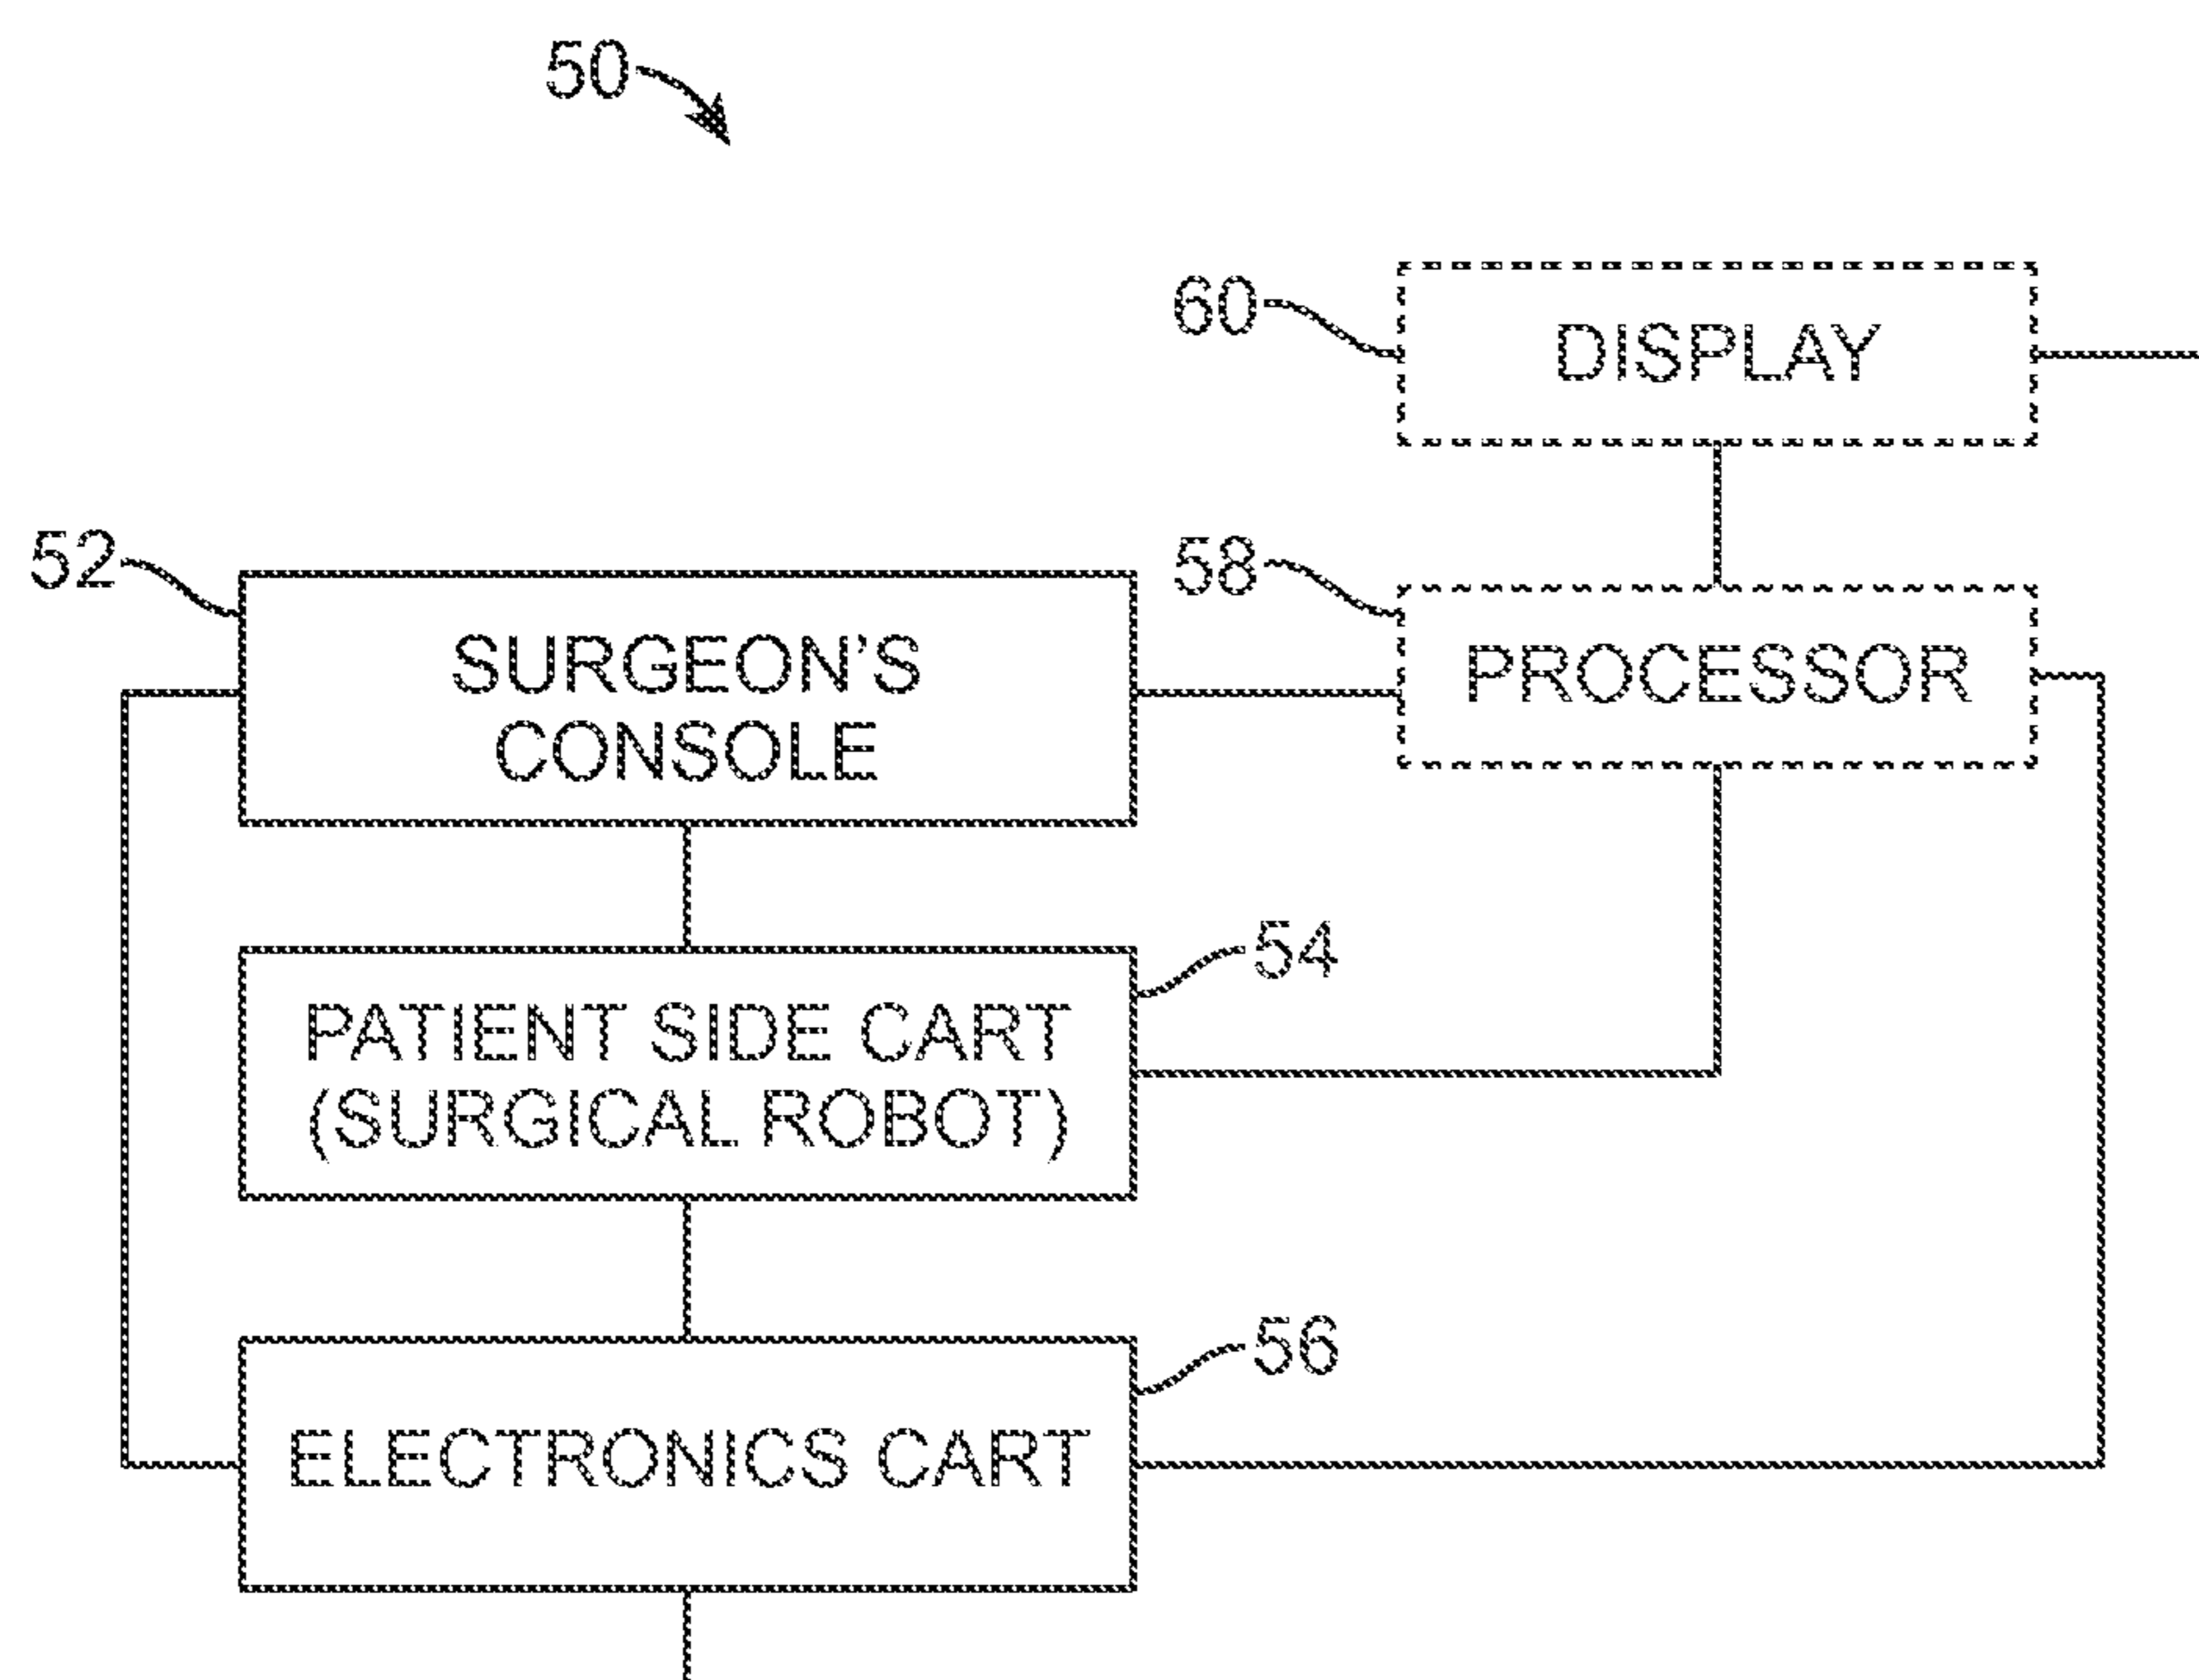 50
60
DISPLAY
52
58
SURGEON'S
CONSOLE
PROCESSOR
54
PATIENT SIDE CART
(SURGICAL ROBOT)
56
ELECTRONICS CART